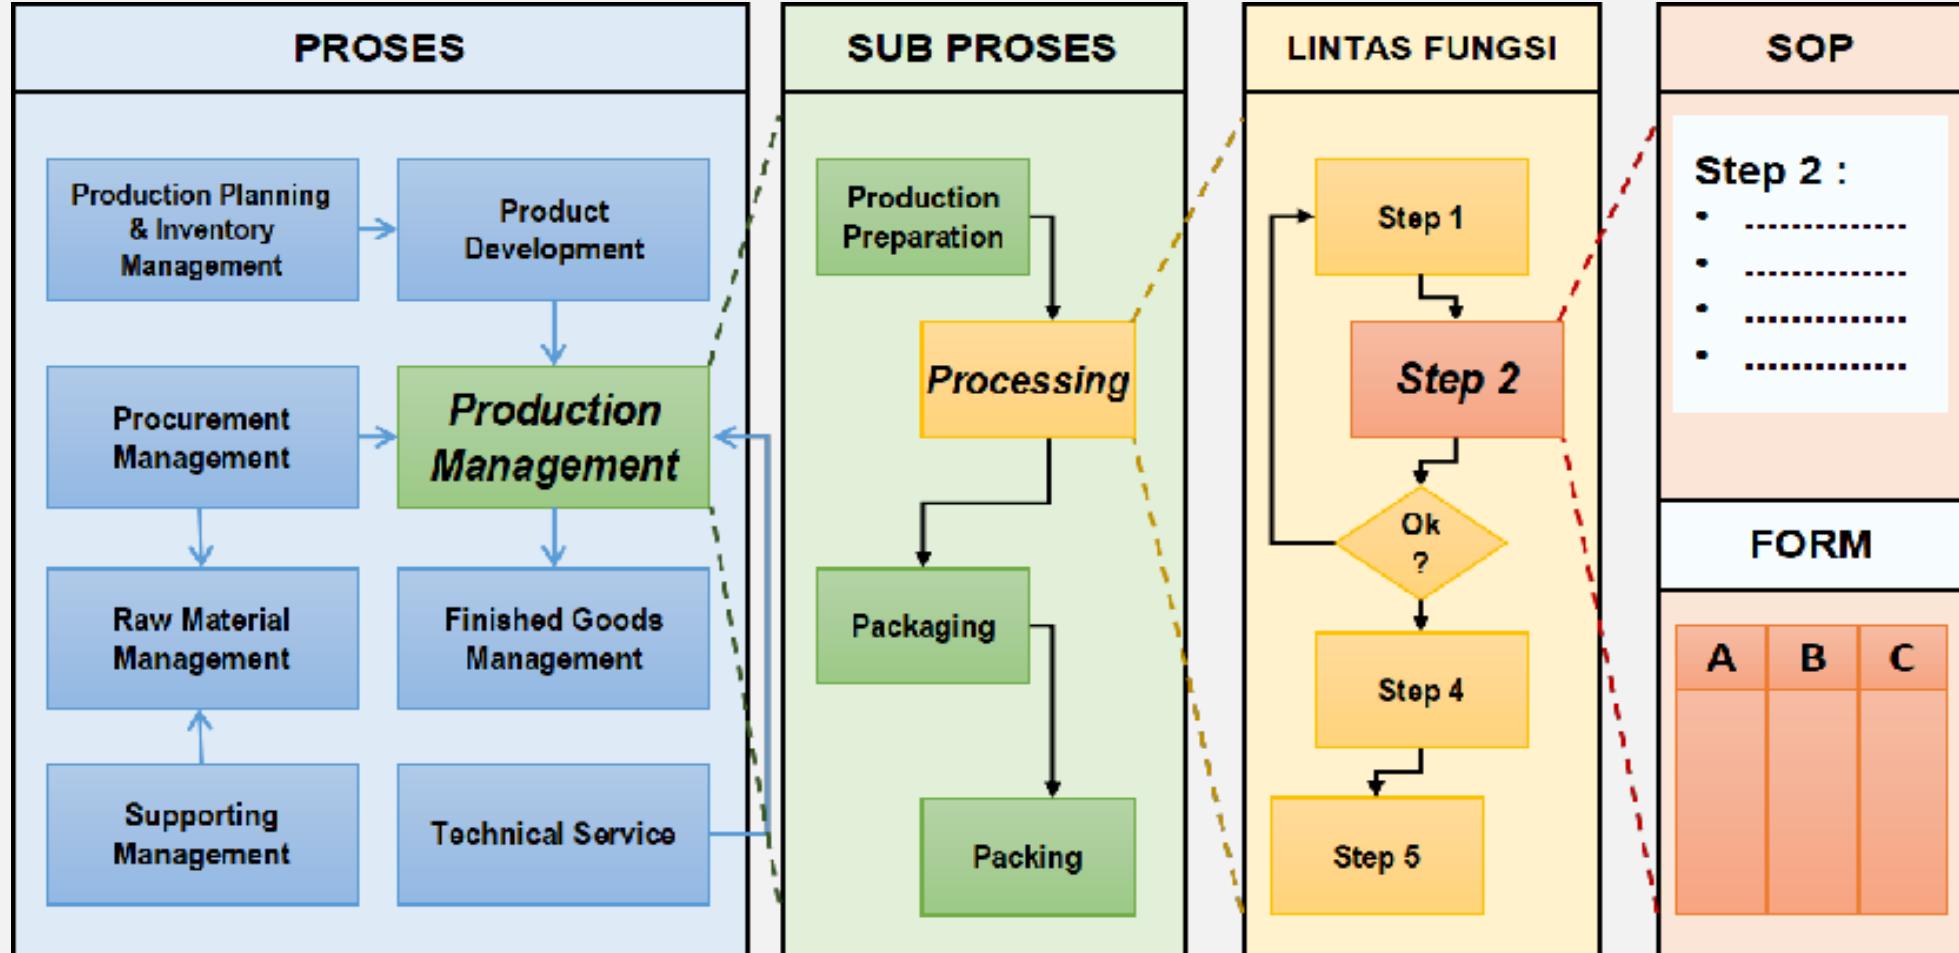 PROSES
Production Planning
& Inventory
Management
Product
Development
Procurement
Management
Production
Management
Raw Material
Management
Finished Goods
Management
Supporting
Management
Technical Service
SUB PROSES
Production
Preparation
Processing
Packaging
Packing
LINTAS FUNGSI
Step 1
Step 2
Ok
?
Step 4
Step 5
SOP
Step 2 :
• ..............
• ..............
• ..............
• ..............
FORM
A B C